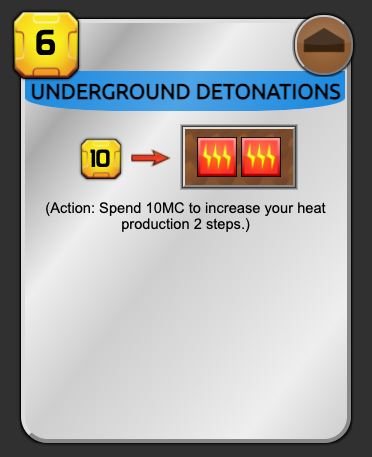 6
UNDERGROUND DETONATIONS
10
(Action: Spend 10MC to increase your heat
production 2 steps.)